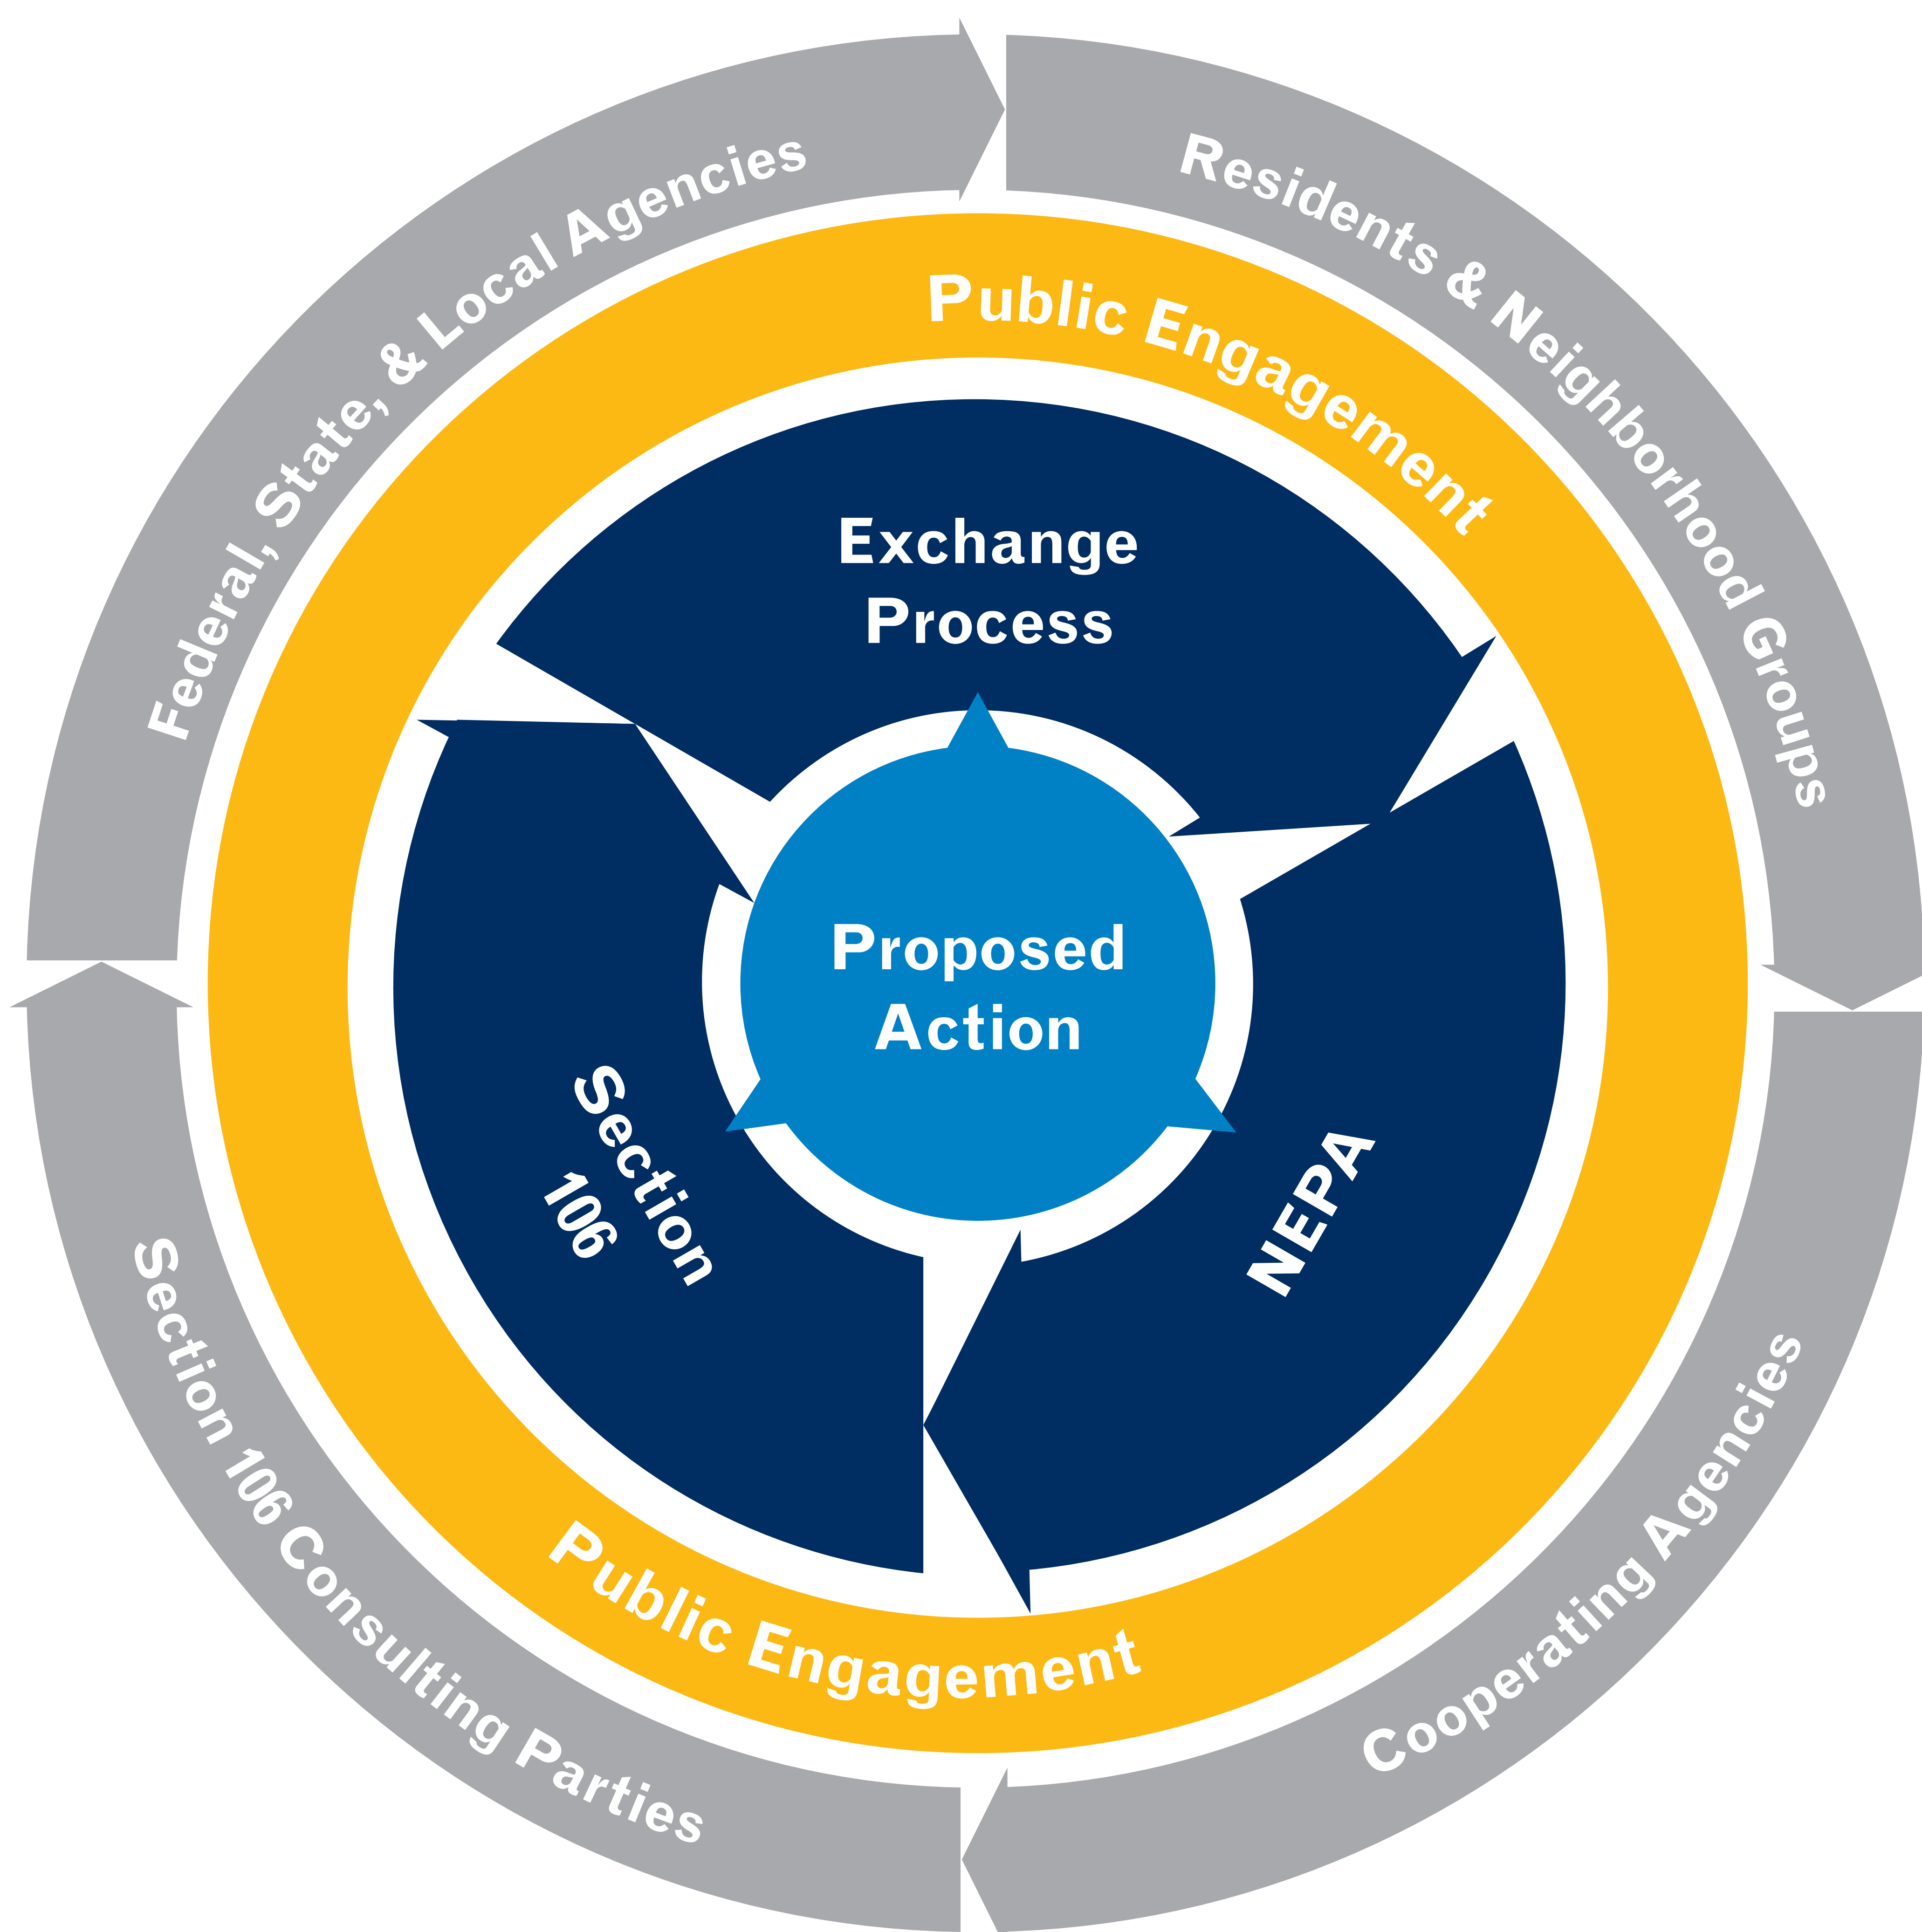 Federal, State, & Local Agencies
Residents & Neighborhood Groups
Public Engagement
Exchange
Process
Proposed
Action
Section
106
NEPA
Public Engagement
Section 106 Consulting Parties
Cooperating Agencies